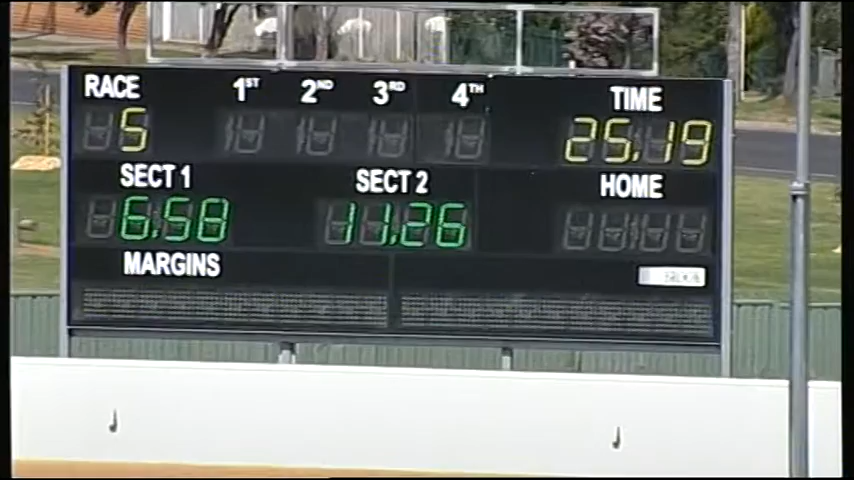 RACE 1ST 2ND 3RD 4TH TIME
5 25.19
SECT 1 SECT 2 HOME
6.58 11.26
MARGINS